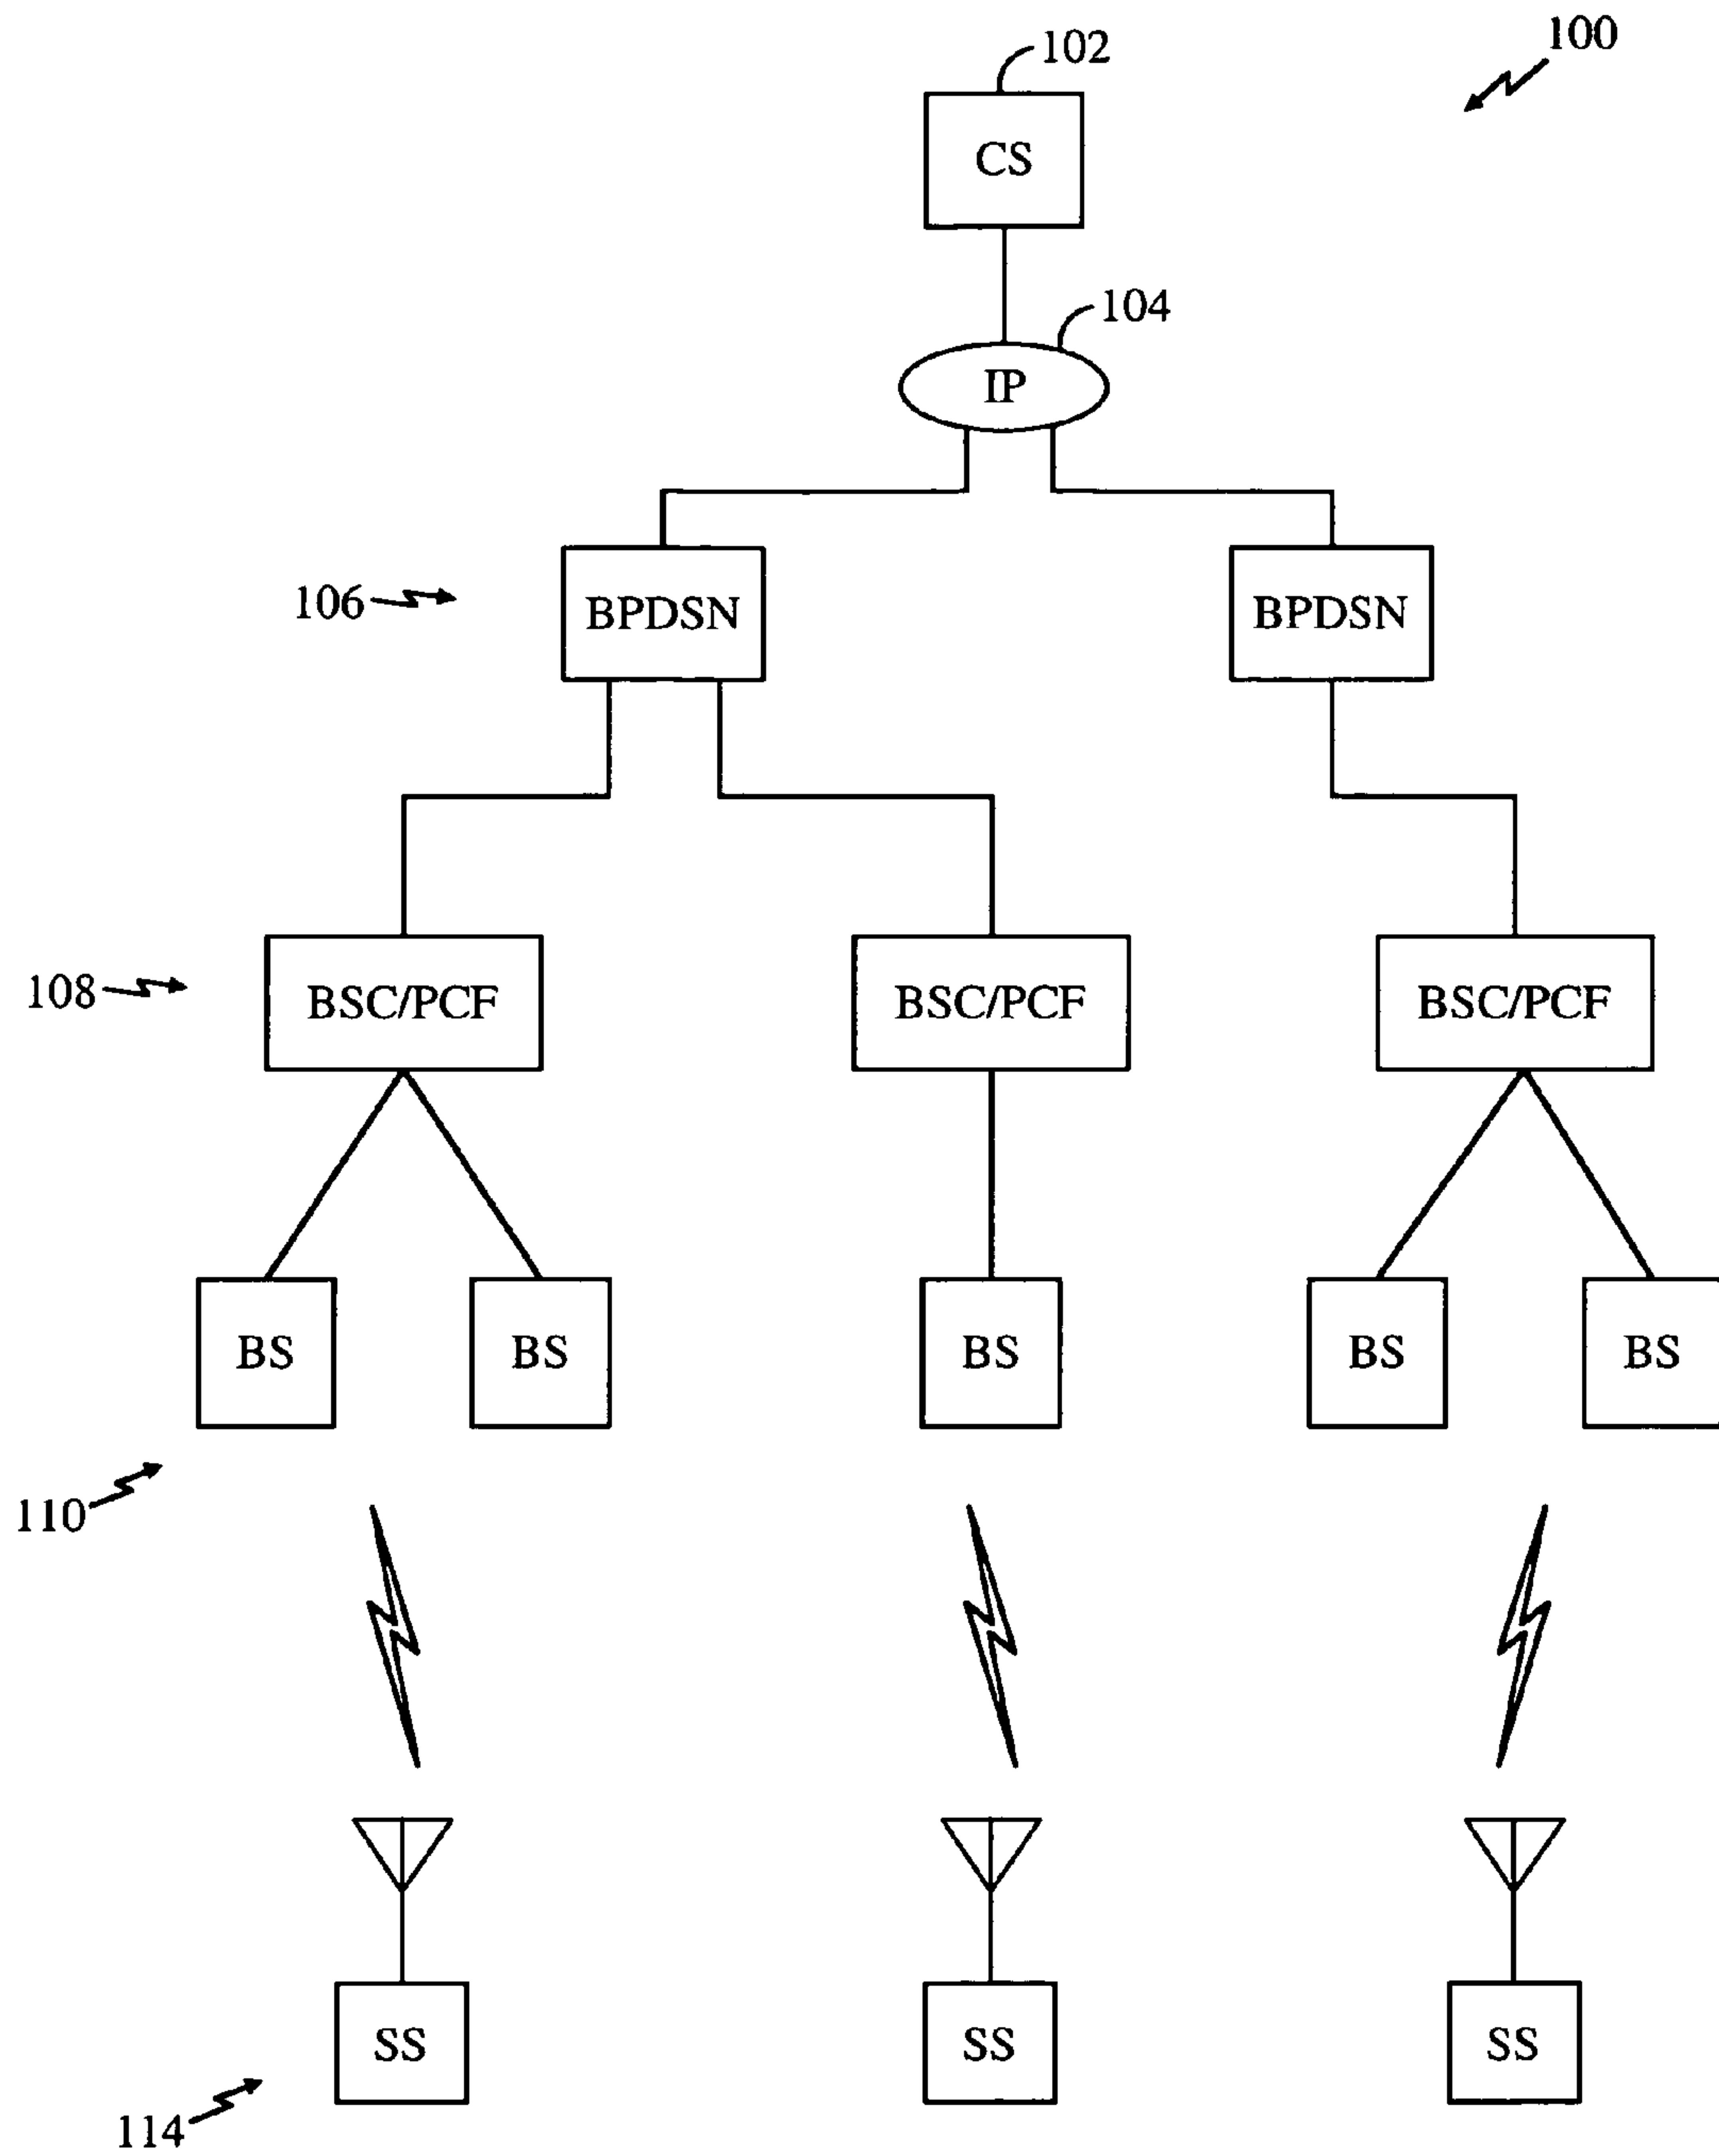 100
102
CS
104
IP
106
BPDSN
BPDSN
108
BSC/PCF
BSC/PCF
BSC/PCF
BS
BS
BS
BS
BS
110
SS
SS
SS
114